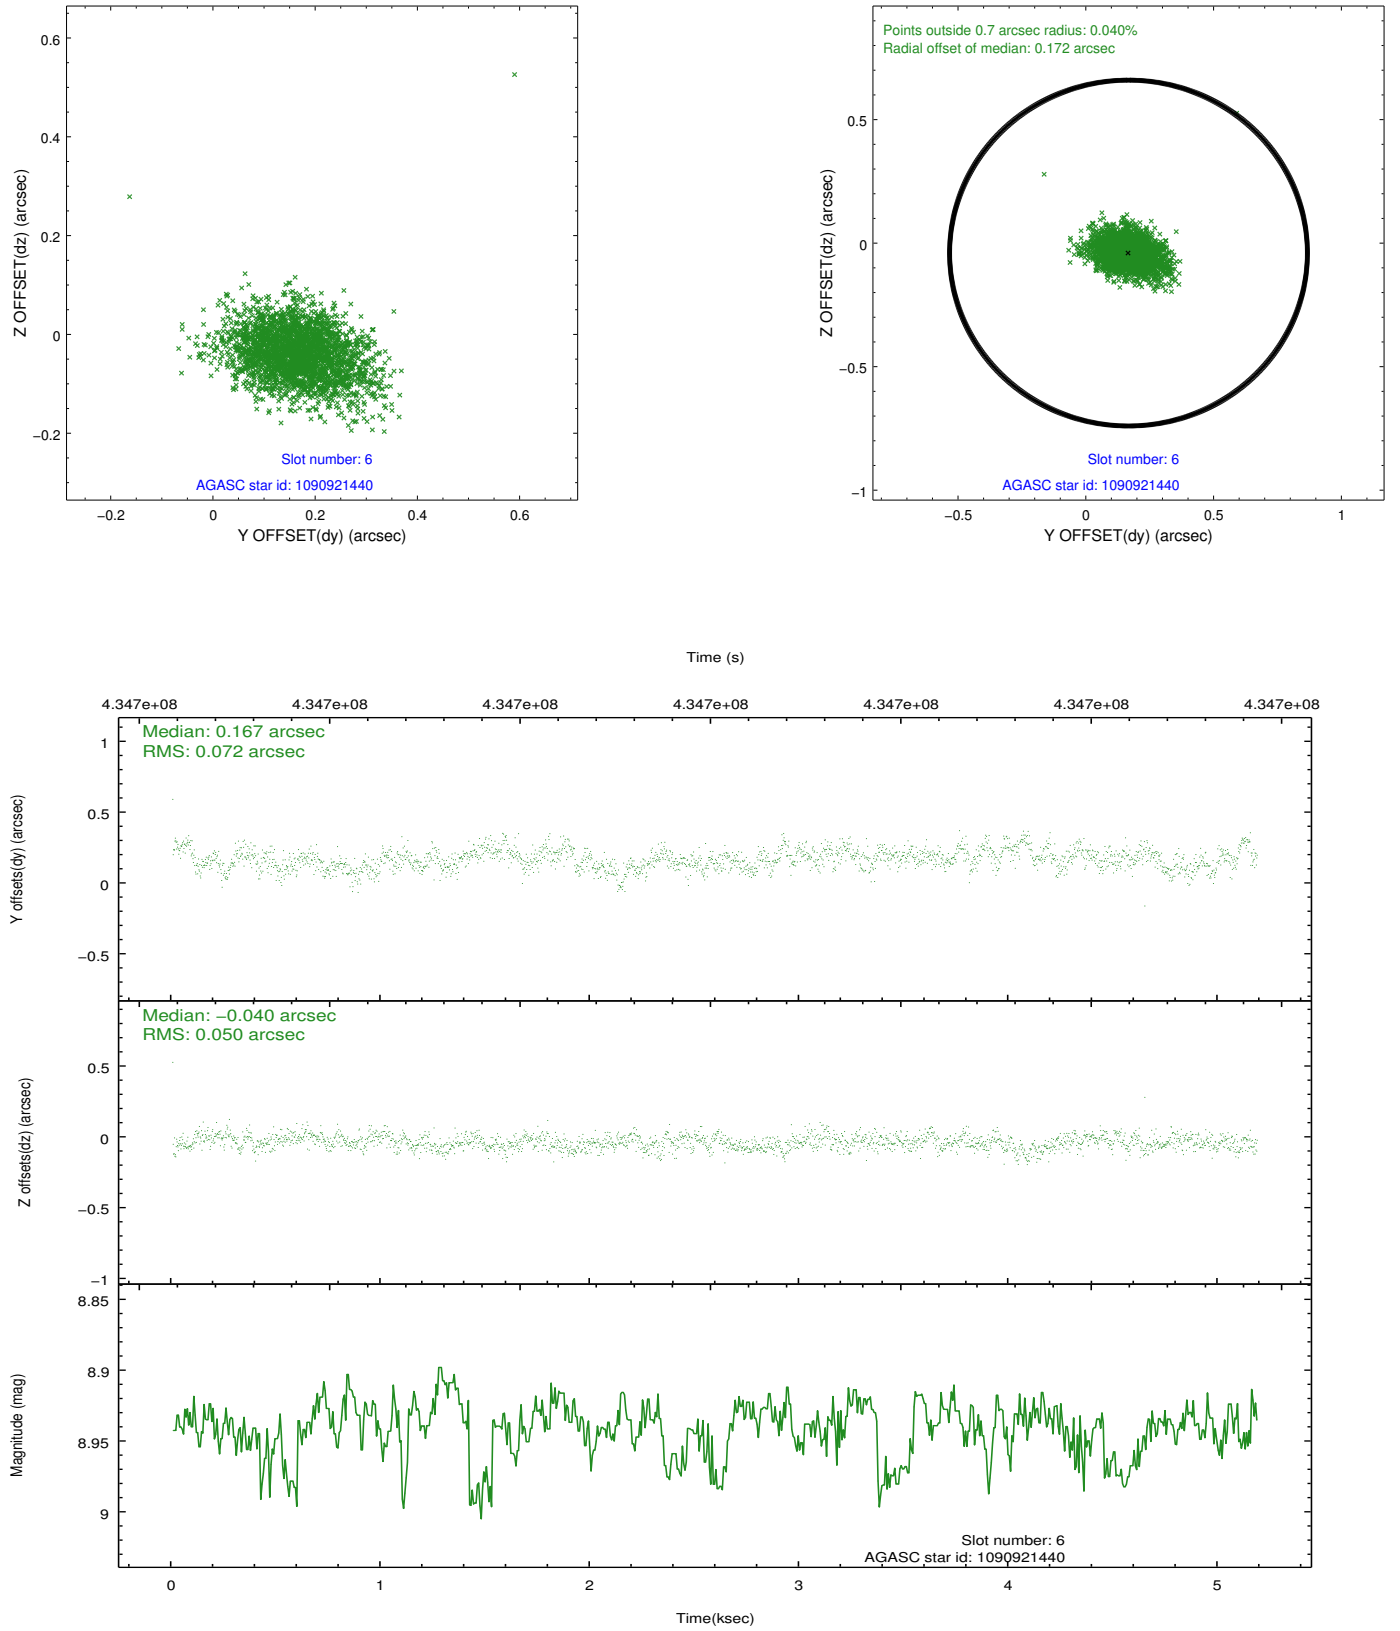 0.6
0.4
0.2
0
−0.2
Z OFFSET(dz) (arcsec)
Slot number: 6
AGASC star id: 1090921440
−0.2 0 0.2 0.4 0.6
Y OFFSET(dy) (arcsec)
Points outside 0.7 arcsec radius: 0.040%
Radial offset of median: 0.172 arcsec
0.5
0
−0.5
−1
Z OFFSET(dz) (arcsec)
Slot number: 6
AGASC star id: 1090921440
−0.5 0 0.5 1
Y OFFSET(dy) (arcsec)
Time (s)
4.347e+08 4.347e+08 4.347e+08 4.347e+08 4.347e+08 4.347e+08 4.347e+08
Median: 0.167 arcsec
RMS: 0.072 arcsec
1
0.5
0
−0.5
Y offsets(dy) (arcsec)
Median: −0.040 arcsec
RMS: 0.050 arcsec
0.5
0
−0.5
−1
Z offsets(dz) (arcsec)
8.85
8.9
8.95
9
Magnitude (mag)
Slot number: 6
AGASC star id: 1090921440
0 1 2 3 4 5
Time(ksec)